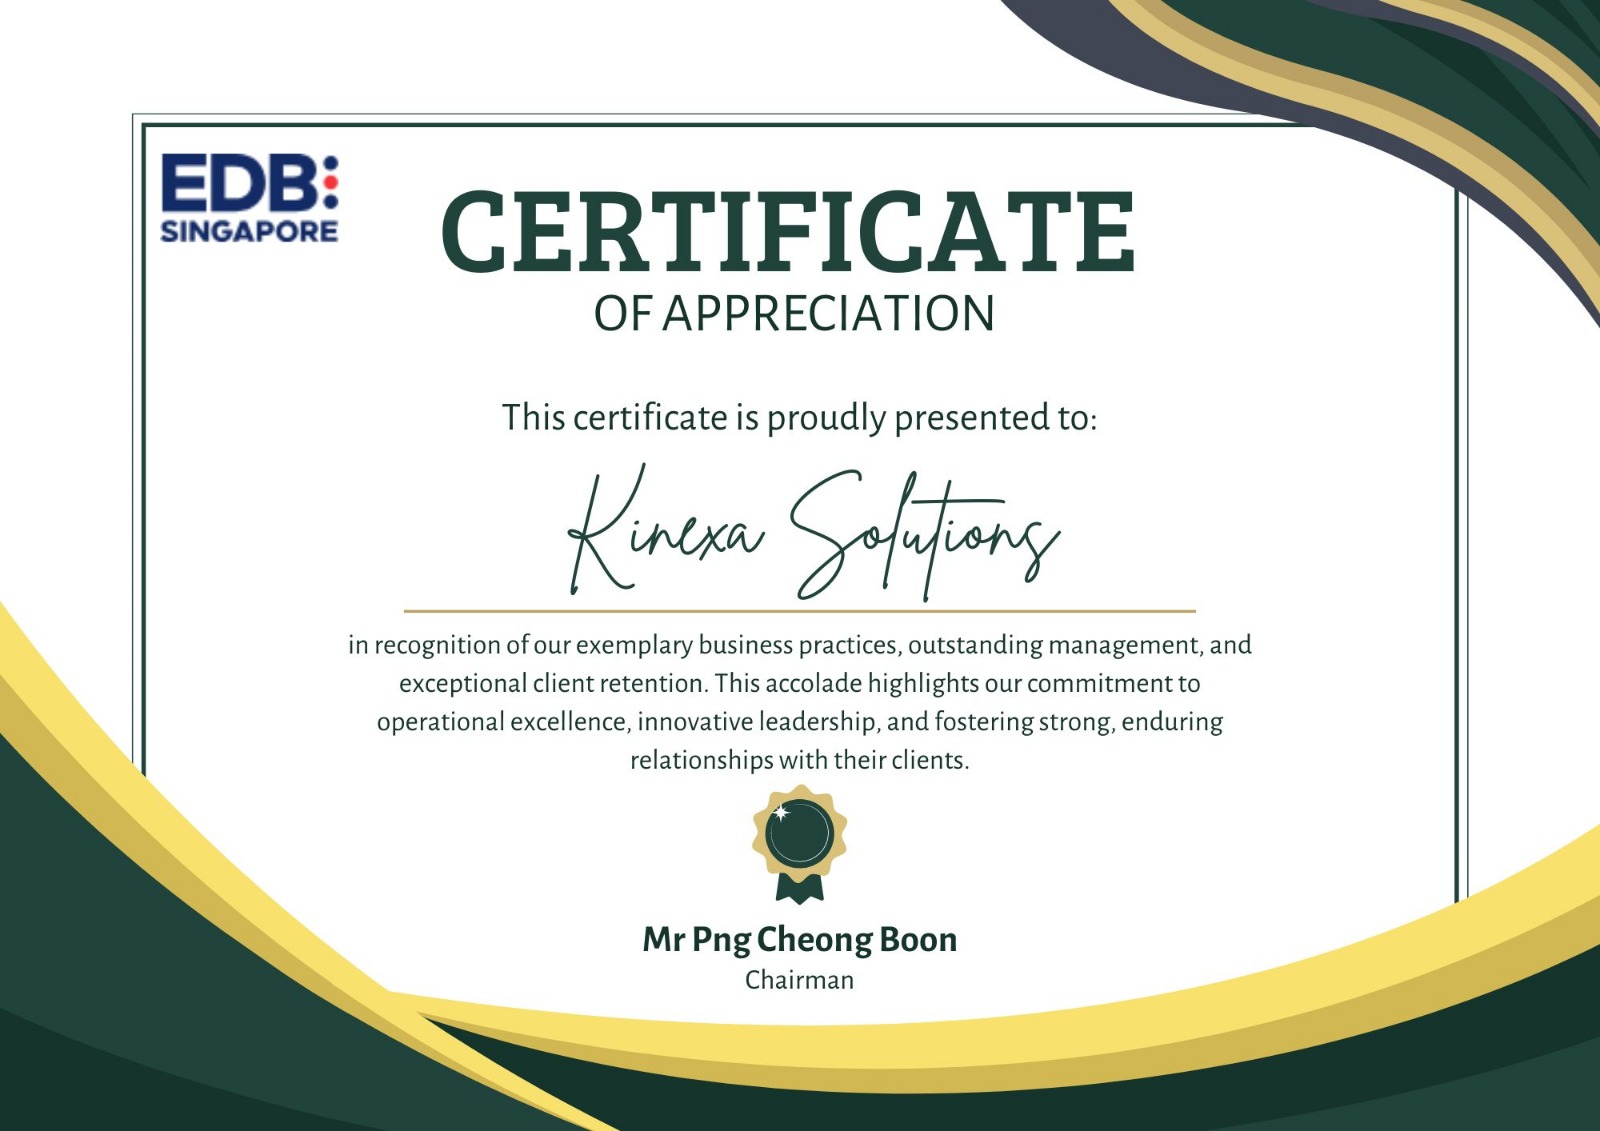 EDB
SINGAPORE
CERTIFICATE
OF APPRECIATION
This certificate is proudly presented to:
Kinexa Solutions
in recognition of our exemplary business practices, outstanding management, and
exceptional client retention. This accolade highlights our commitment to
operational excellence, innovative leadership, and fostering strong, enduring
relationships with their clients.
Mr Png Cheong Boon
Chairman